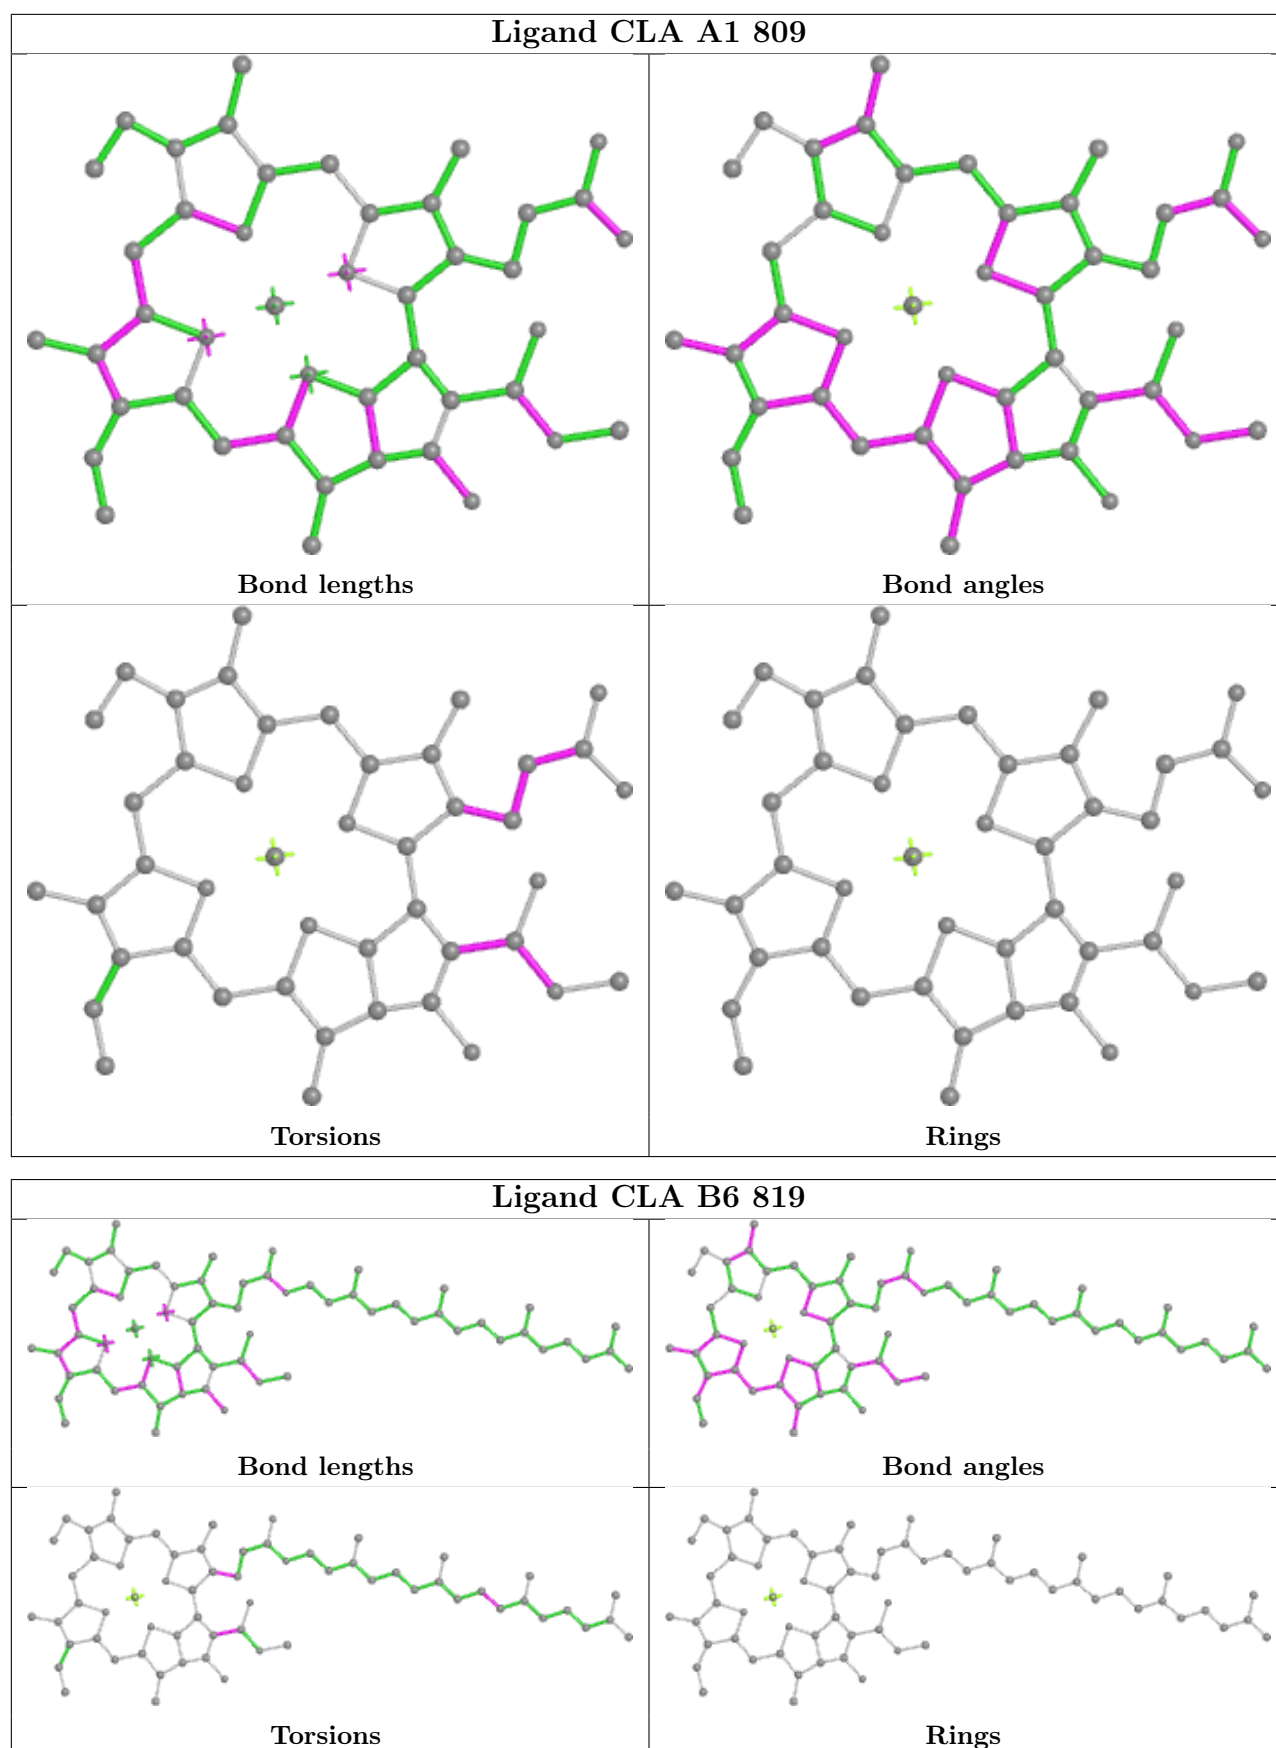 Ligand CLA A1 809
Bond lengths
Bond angles
Torsions
Rings
Ligand CLA B6 819
Bond lengths
Bond angles
Torsions
Rings